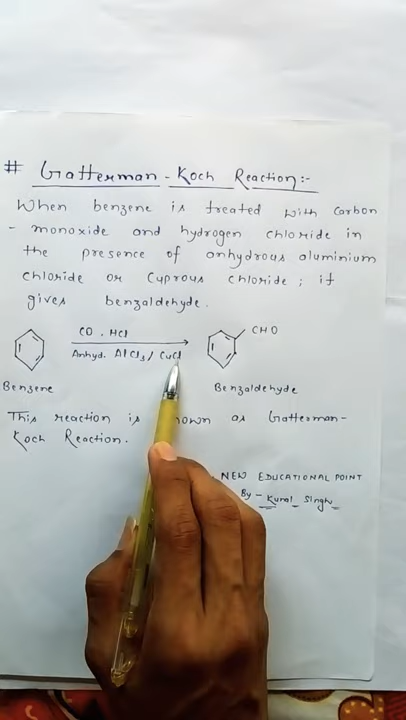 # Gatterman - Koch Reaction:-
When benzene is treated with carbon
- monoxide and hydrogen chloride in
the presence of anhydrous aluminium
chloride or cuprous chloride ; it
gives benzaldehyde.
CO , HCl
Anhyd. AlCl3 / CuCl
CHO
Benzene
Benzaldehyde
This reaction is known as Gatterman-
Koch Reaction.
NEW EDUCATIONAL POINT
By - Kunal Singh